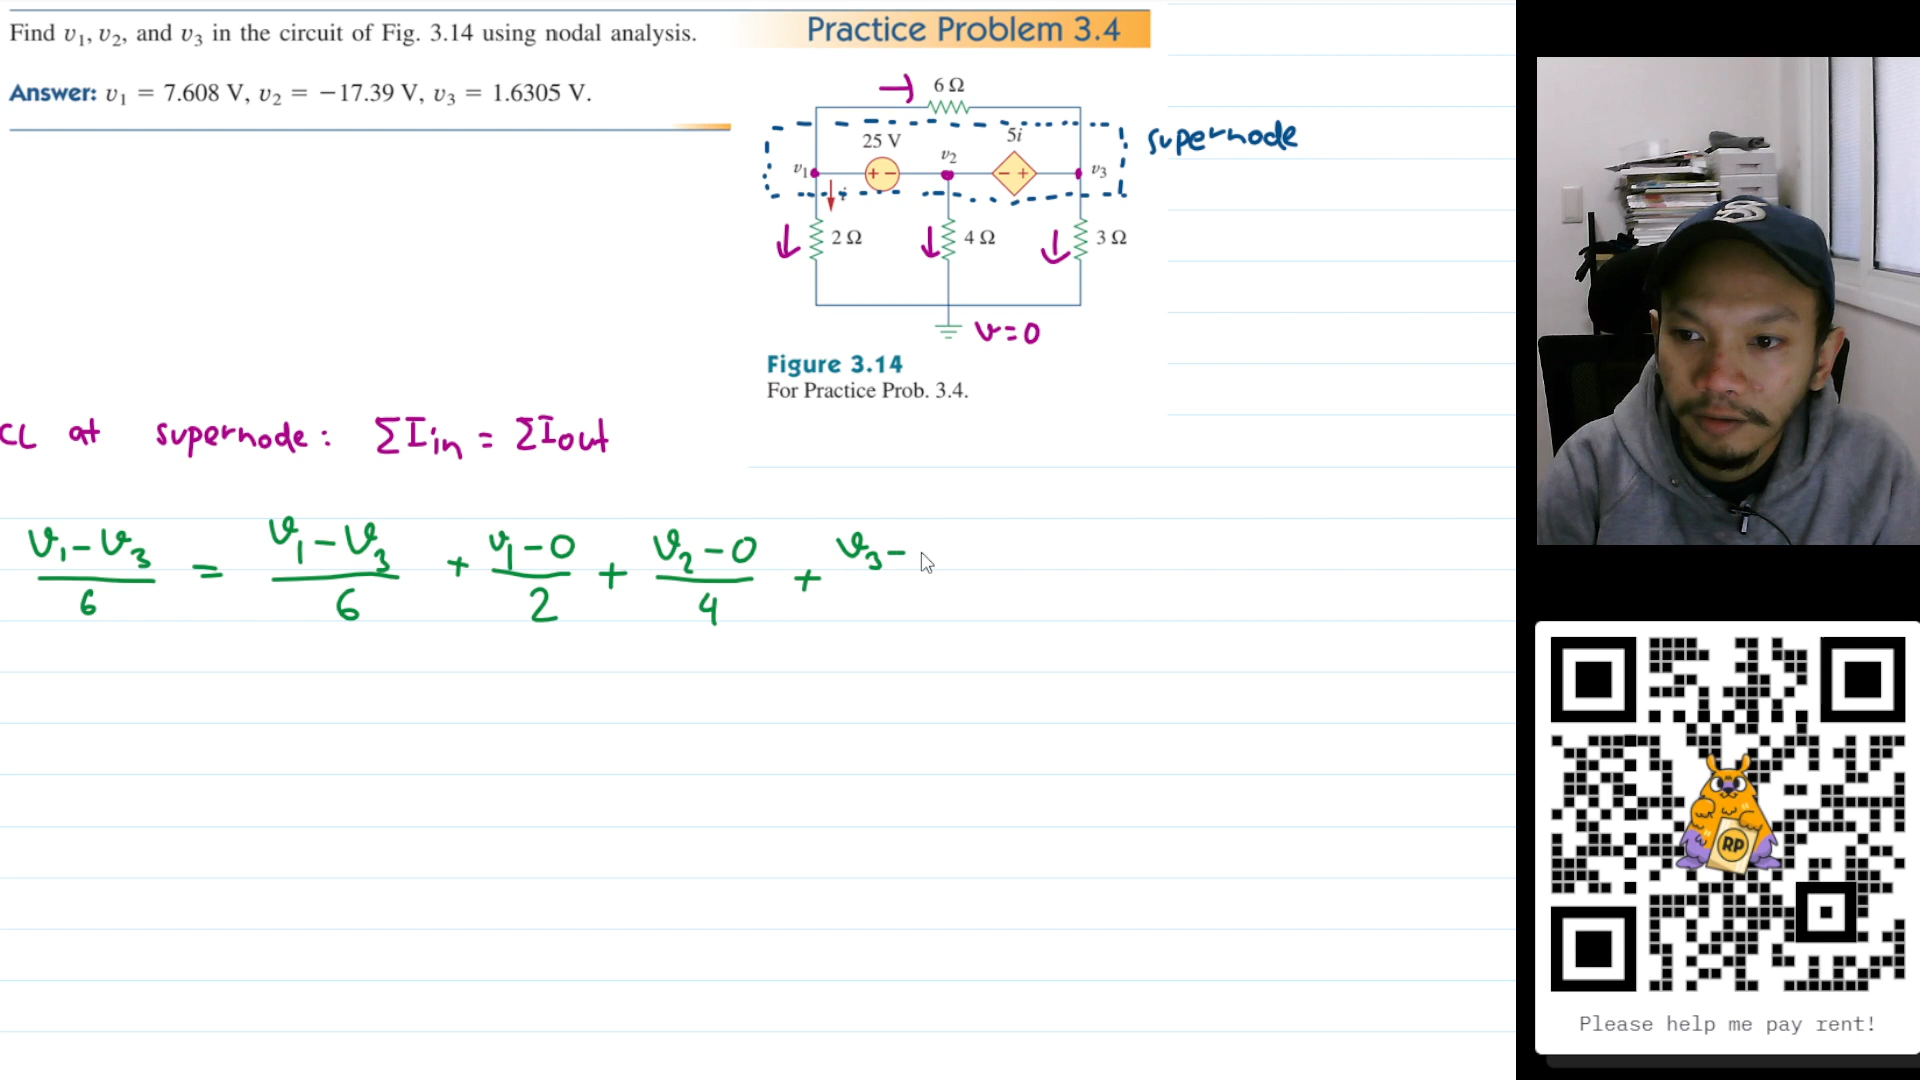 Find v₁, v₂, and v₃ in the circuit of Fig. 3.14 using nodal analysis.
Answer: v₁ = 7.608 V, v₂ = −17.39 V, v₃ = 1.6305 V.
Practice Problem 3.4
6 Ω
25 V
v₂
5i
supernode
v₁
+ −
− +
v₃
i
2 Ω
4 Ω
3 Ω
v=0
Figure 3.14
For Practice Prob. 3.4.
CL at supernode: ΣIin = ΣIout
v₁−v₃/6 = v₁−v₃/6 + v₁−0/2 + v₂−0/4 + v₃−
RP
Please help me pay rent!